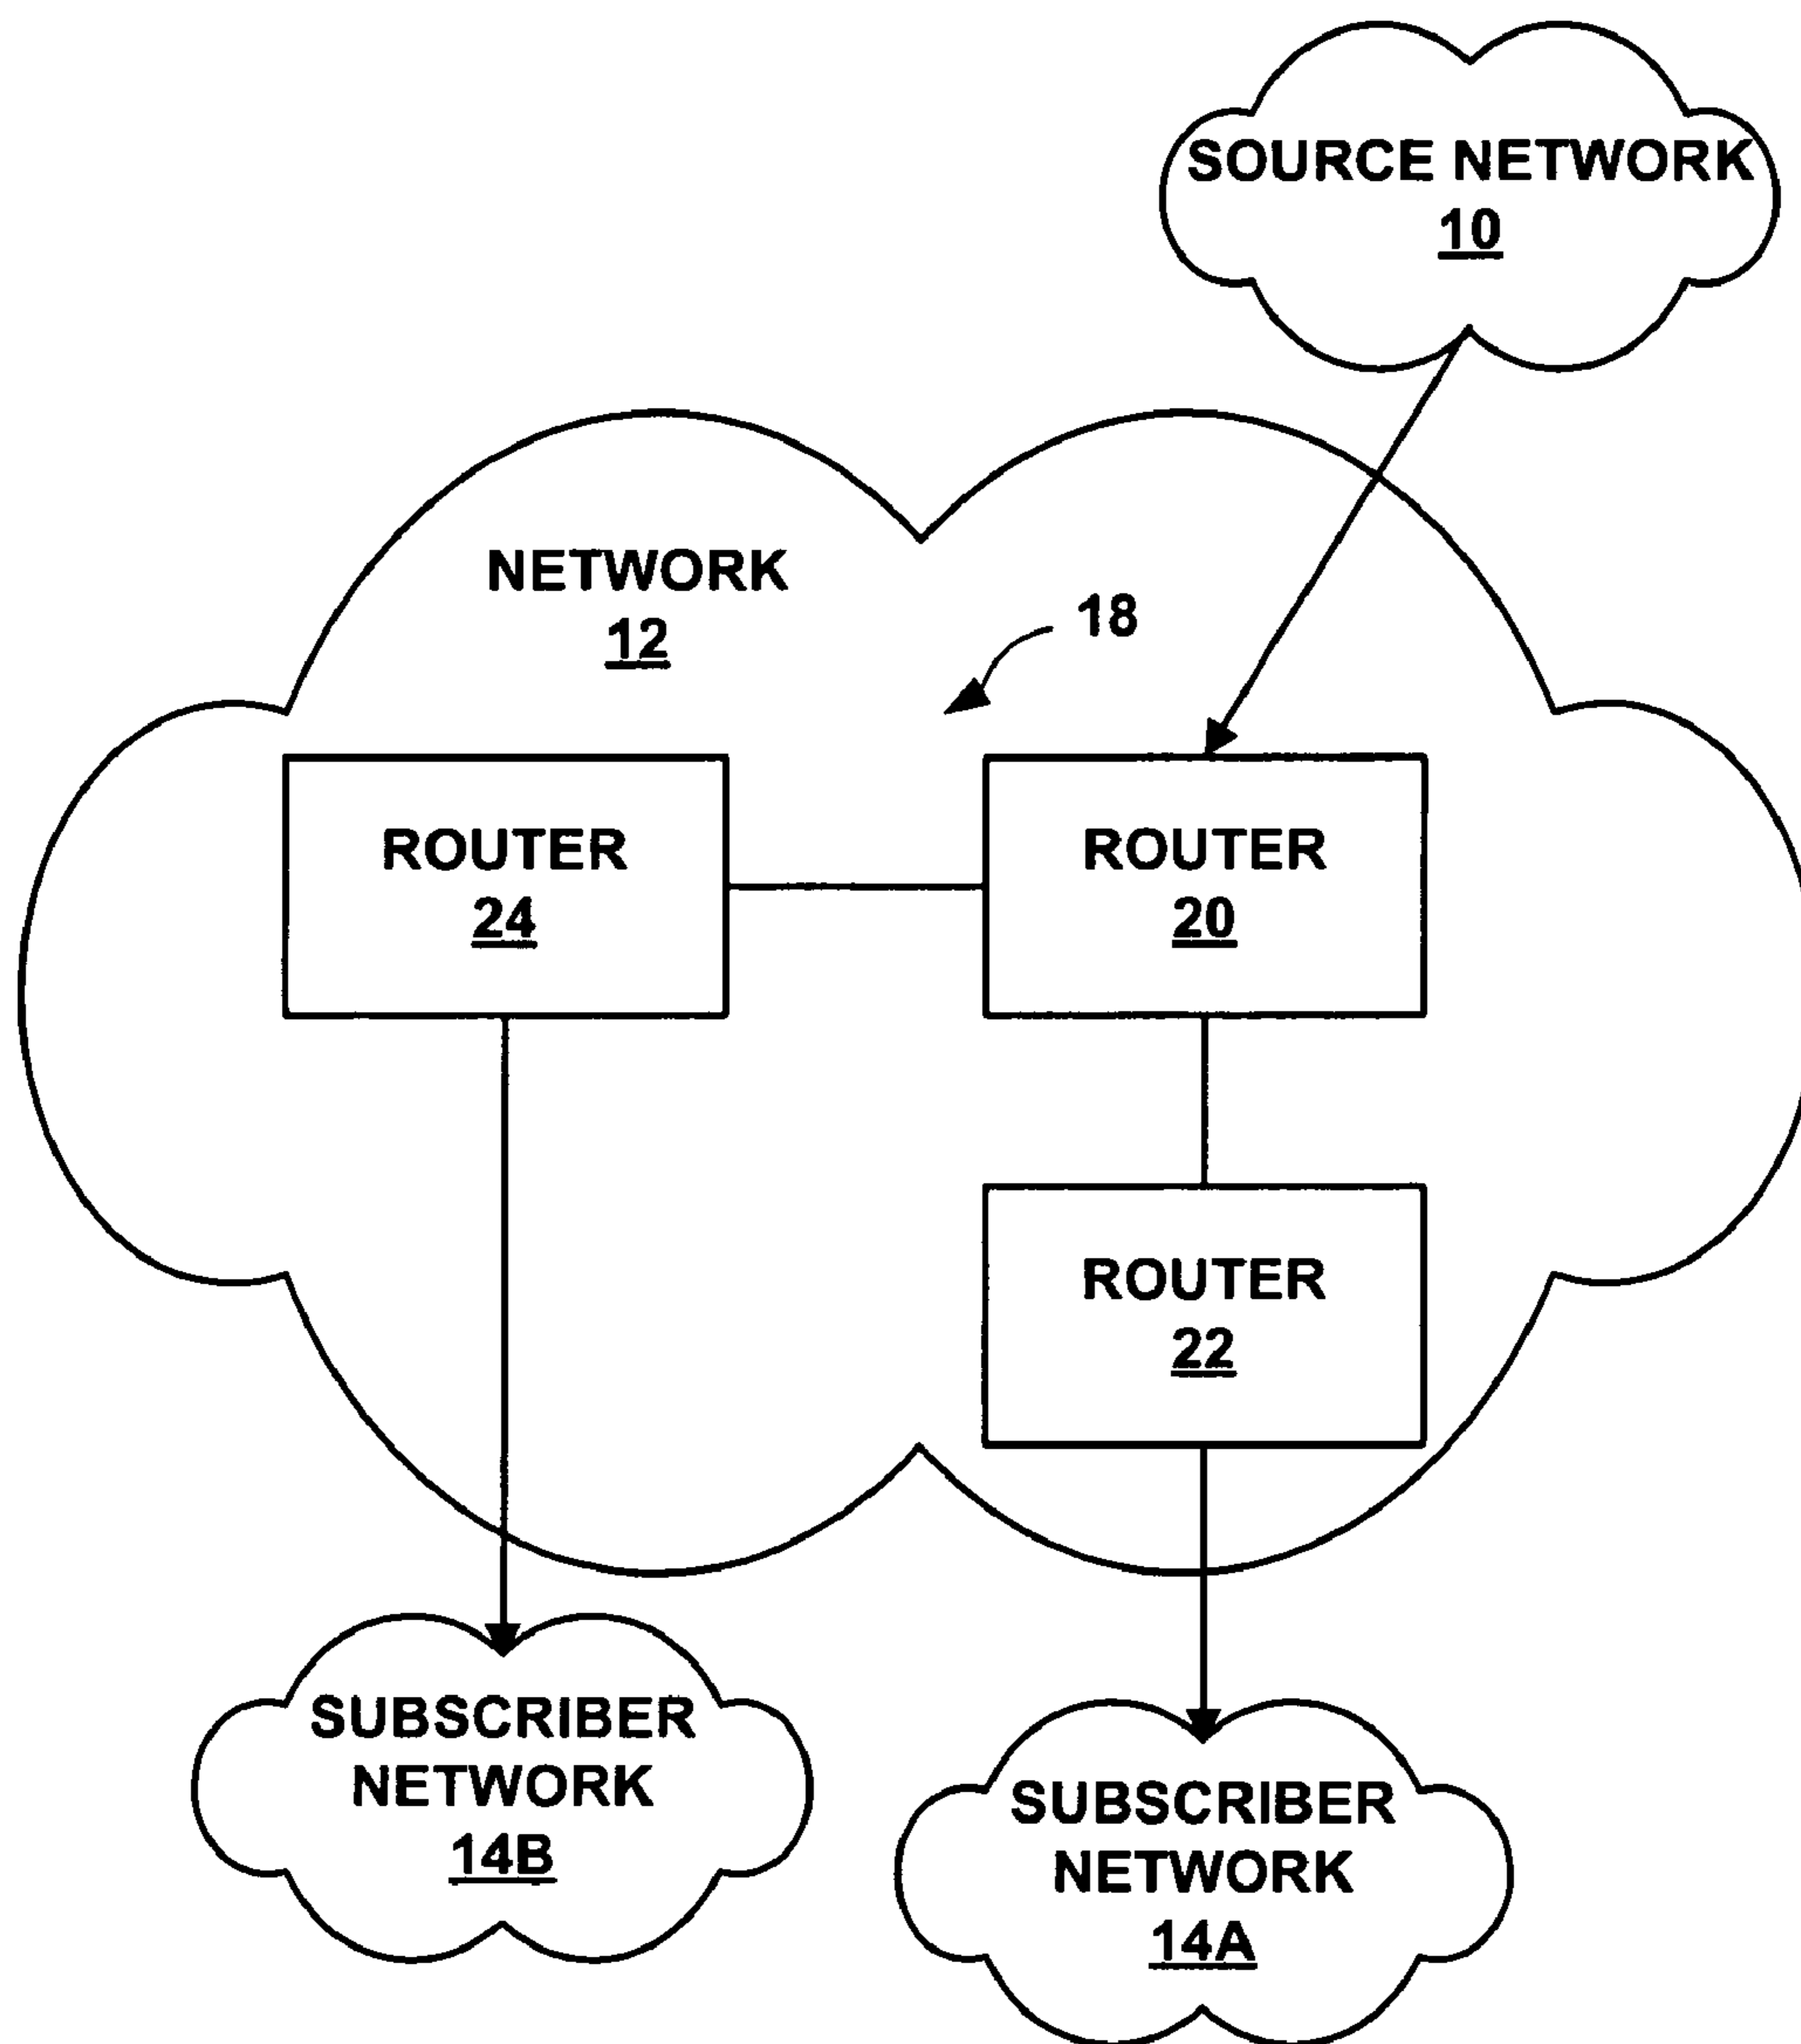 SOURCE NETWORK
10
NETWORK
12
18
ROUTER
24
ROUTER
20
ROUTER
22
SUBSCRIBER
NETWORK
14B
SUBSCRIBER
NETWORK
14A